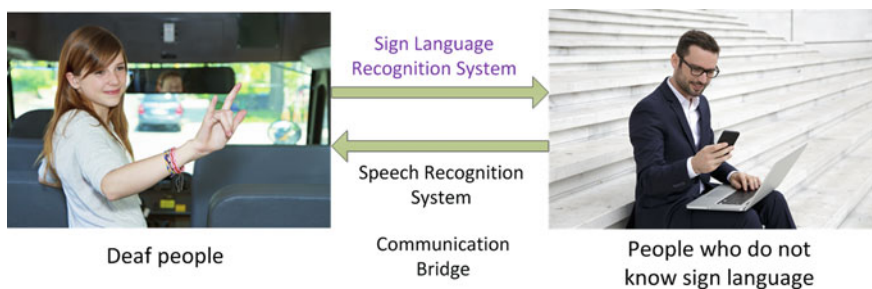 Sign Language
Recognition System
Speech Recognition
System
Communication
Bridge
Deaf people
People who do not
know sign language